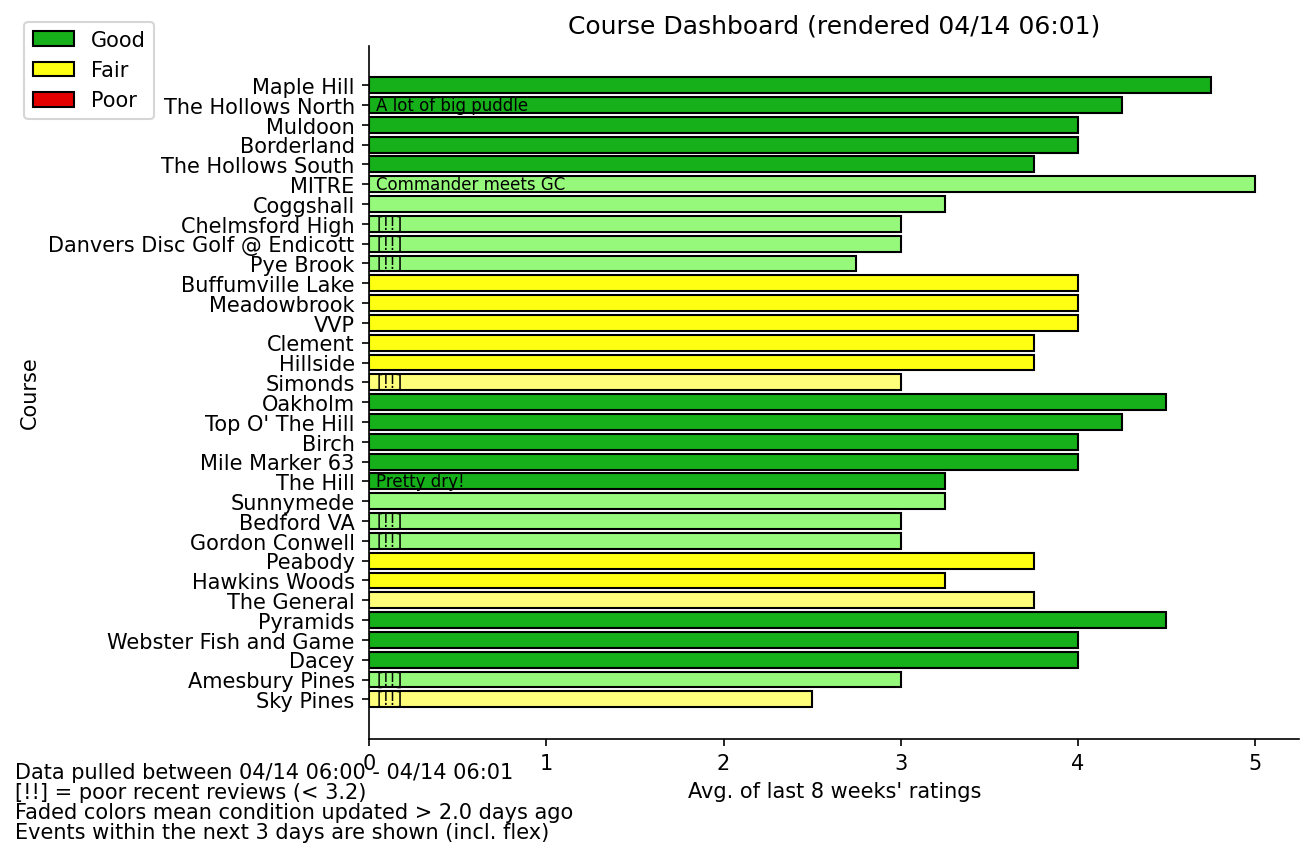 Course Dashboard (rendered 04/14 06:01)
Good
Fair
Poor
Course
Maple Hill
The Hollows North
A lot of big puddle
Muldoon
Borderland
The Hollows South
MITRE
Commander meets GC
Coggshall
Chelmsford High
[!!]
Danvers Disc Golf @ Endicott
[!!]
Pye Brook
[!!]
Buffumville Lake
Meadowbrook
VVP
Clement
Hillside
Simonds
[!!]
Oakholm
Top O' The Hill
Birch
Mile Marker 63
The Hill
Pretty dry!
Sunnymede
Bedford VA
[!!]
Gordon Conwell
[!!]
Peabody
Hawkins Woods
The General
Pyramids
Webster Fish and Game
Dacey
Amesbury Pines
[!!]
Sky Pines
[!!]
0 1 2 3 4 5
Avg. of last 8 weeks' ratings
Data pulled between 04/14 06:00 - 04/14 06:01
[!!] = poor recent reviews (< 3.2)
Faded colors mean condition updated > 2.0 days ago
Events within the next 3 days are shown (incl. flex)